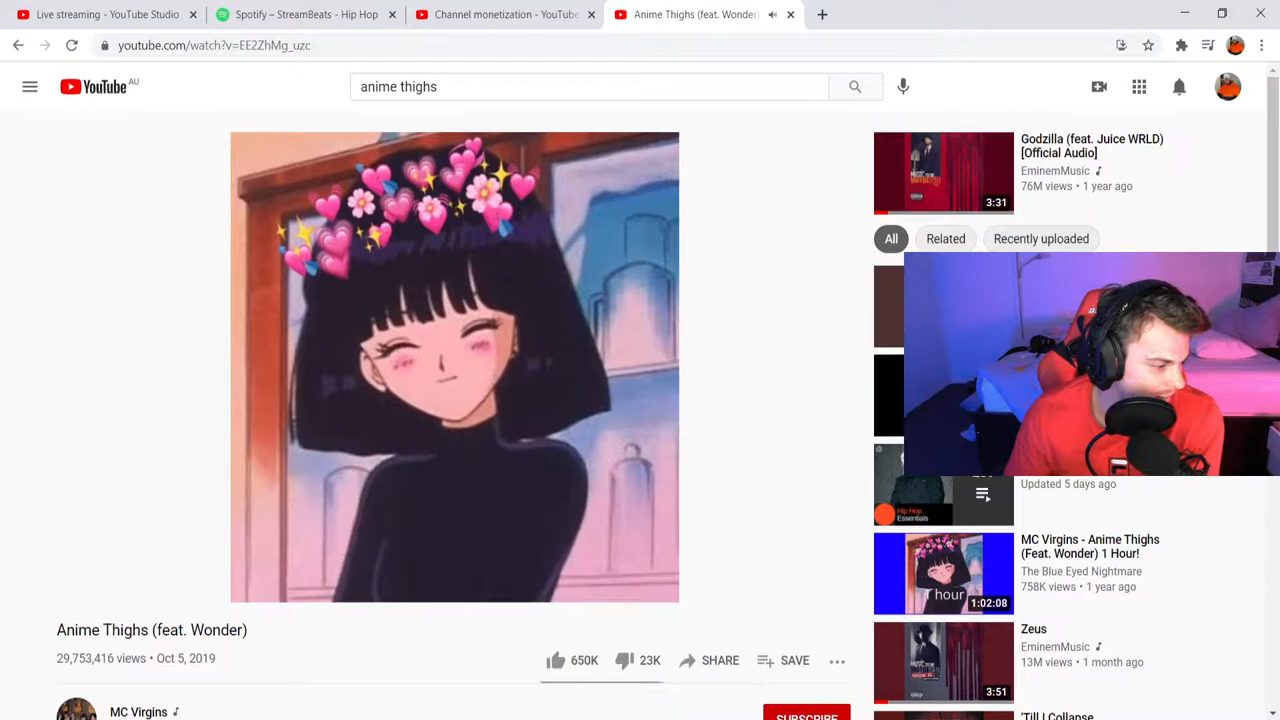 Live streaming - YouTube Studio
Spotify – StreamBeats - Hip Hop
Channel monetization - YouTube
Anime Thighs (feat. Wonder)
youtube.com/watch?v=EE2ZhMg_uzc
YouTube AU
anime thighs
Godzilla (feat. Juice WRLD)
[Official Audio]
EminemMusic
76M views • 1 year ago
3:31
All
Related
Recently uploaded
Updated 5 days ago
Hip Hop
Essentials
MC Virgins - Anime Thighs
(Feat. Wonder) 1 Hour!
The Blue Eyed Nightmare
758K views • 1 year ago
1 hour
1:02:08
Zeus
EminemMusic
13M views • 1 month ago
3:51
'Till I Collapse
Anime Thighs (feat. Wonder)
29,753,416 views • Oct 5, 2019
650K
23K
SHARE
SAVE
MC Virgins
SUBSCRIBE